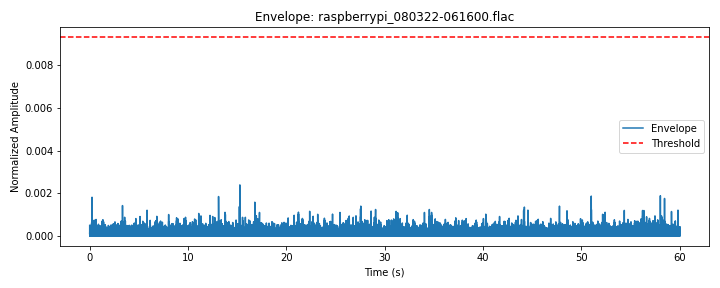 Envelope: raspberrypi_080322-061600.flac
Normalized Amplitude
0.008
0.006
0.004
0.002
0.000
Envelope
Threshold
0 10 20 30 40 50 60
Time (s)